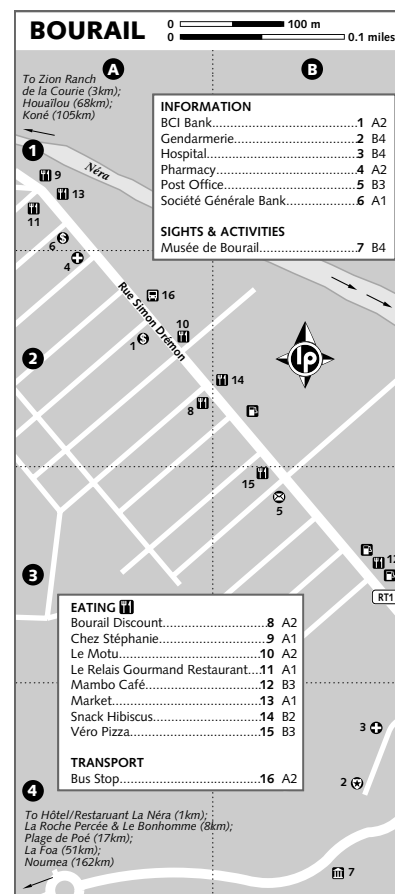 BOURAIL
0 100 m
0 0.1 miles
A
B
To Zion Ranch
de la Courie (3km);
Houaïlou (68km);
Koné (105km)
INFORMATION
BCI Bank.....................................1 A2
Gendarmerie.............................2 B4
Hospital.....................................3 B4
Pharmacy..................................4 A2
Post Office.................................5 B3
Société Générale Bank...............6 A1
SIGHTS & ACTIVITIES
Musée de Bourail......................7 B4
1
Néra
9
13
11
6
4
16
Rue Simon Drémon
10
1
2
14
8
lp
15
5
3
12
RT1
EATING
Bourail Discount........................8 A2
Chez Stéphanie.........................9 A1
Le Motu...................................10 A2
Le Relais Gourmand Restaurant...11 A1
Mambo Café............................12 B3
Market.....................................13 A1
Snack Hibiscus.........................14 B2
Véro Pizza................................15 B3
TRANSPORT
Bus Stop..................................16 A2
3
2
4
To Hôtel/Restaruant La Néra (1km);
La Roche Percée & Le Bonhomme (8km);
Plage de Poé (17km);
La Foa (51km);
Noumea (162km)
7